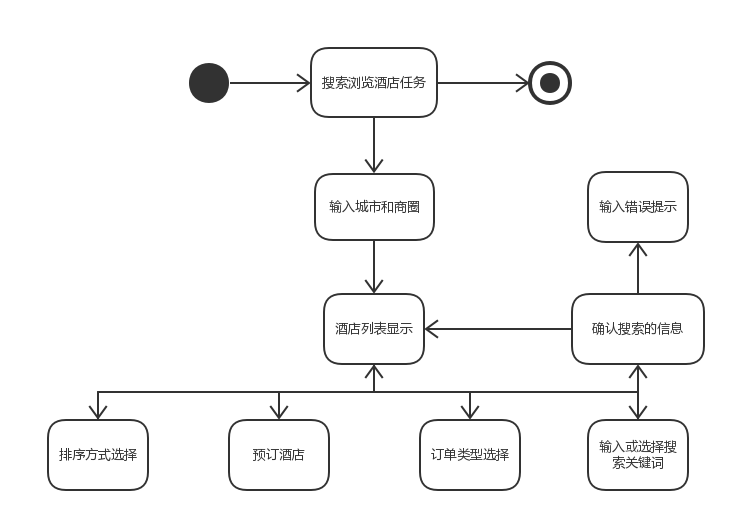 搜索浏览酒店任务
输入城市和商圈
输入错误提示
酒店列表显示
确认搜索的信息
排序方式选择
预订酒店
订单类型选择
输入或选择搜
索关键词